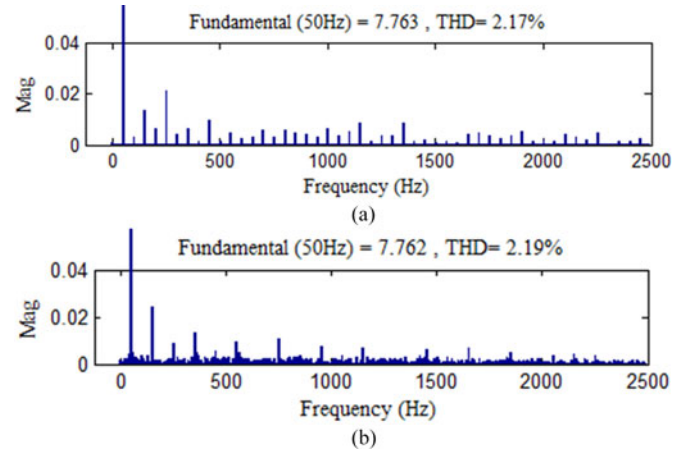 Fundamental (50Hz) = 7.763 , THD= 2.17%
0.04
0.02
0
Mag
0 500 1000 1500 2000 2500
Frequency (Hz)
(a)
Fundamental (50Hz) = 7.762 , THD= 2.19%
0.04
0.02
0
Mag
0 500 1000 1500 2000 2500
Frequency (Hz)
(b)